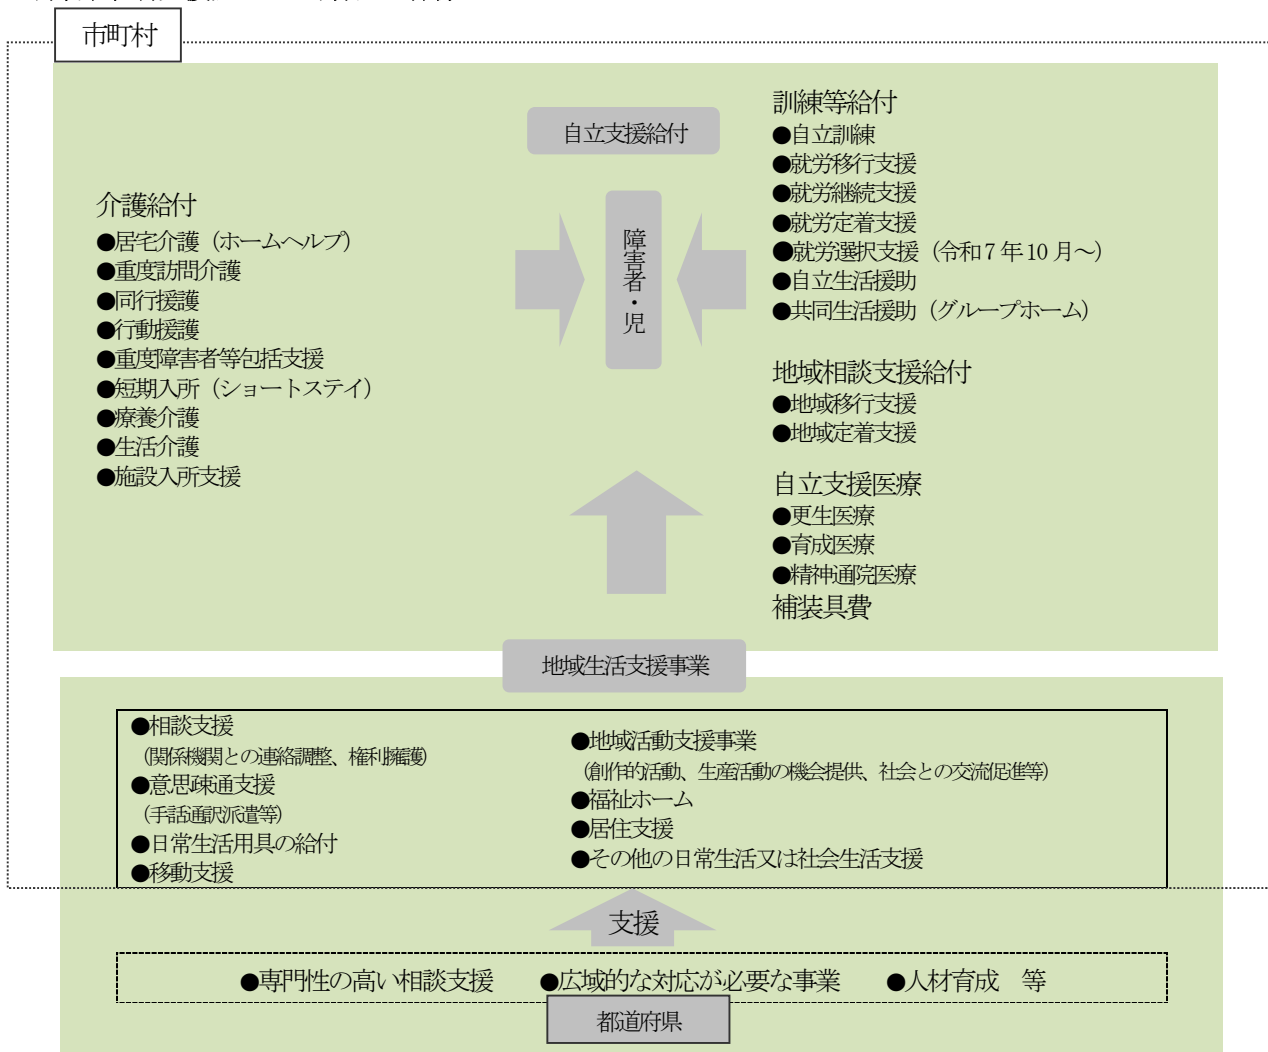 市町村
自立支援給付
介護給付
●居宅介護（ホームヘルプ）
●重度訪問介護
●同行援護
●行動援護
●重度障害者等包括支援
●短期入所（ショートステイ）
●療養介護
●生活介護
●施設入所支援
障害者・児
訓練等給付
●自立訓練
●就労移行支援
●就労継続支援
●就労定着支援
●就労選択支援（令和7年10月～）
●自立生活援助
●共同生活援助（グループホーム）
地域相談支援給付
●地域移行支援
●地域定着支援
自立支援医療
●更生医療
●育成医療
●精神通院医療
補装具費
地域生活支援事業
●相談支援
（関係機関との連絡調整、権利擁護）
●意思疎通支援
（手話通訳派遣等）
●日常生活用具の給付
●移動支援
●地域活動支援事業
（創作的活動、生産活動の機会提供、社会との交流促進等）
●福祉ホーム
●居住支援
●その他の日常生活又は社会生活支援
支援
●専門性の高い相談支援　●広域的な対応が必要な事業　●人材育成　等
都道府県